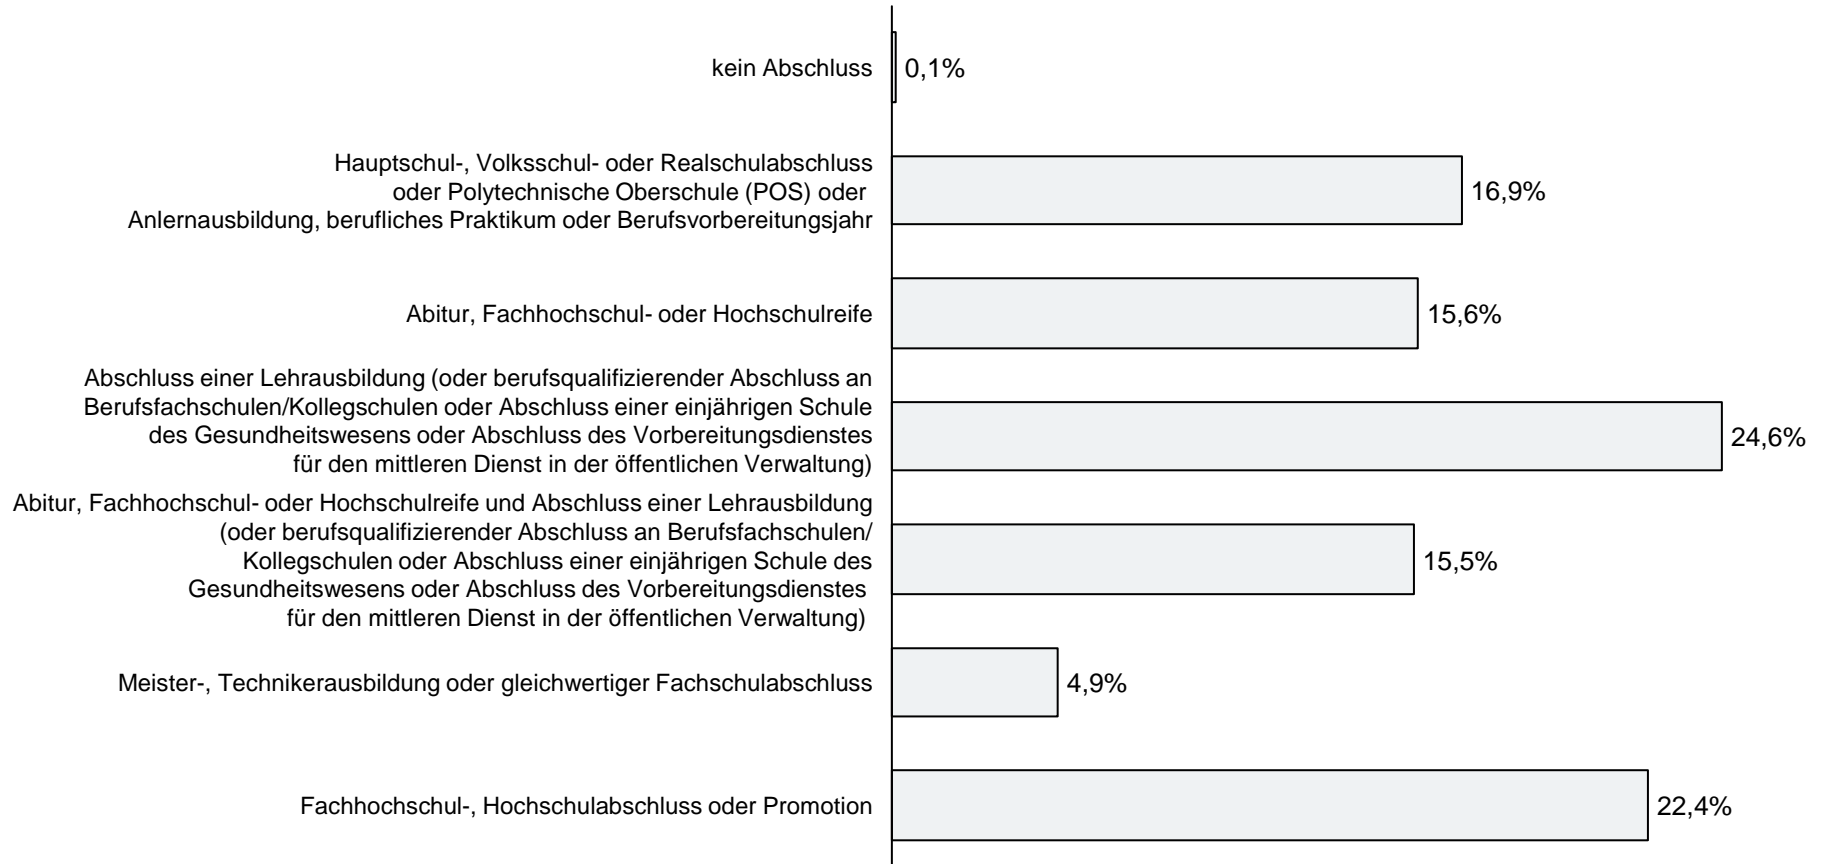 kein Abschluss
0,1%
Hauptschul-, Volksschul- oder Realschulabschluss
oder Polytechnische Oberschule (POS) oder
Anlernausbildung, berufliches Praktikum oder Berufsvorbereitungsjahr
16,9%
Abitur, Fachhochschul- oder Hochschulreife
15,6%
Abschluss einer Lehrausbildung (oder berufsqualifizierender Abschluss an
Berufsfachschulen/Kollegschulen oder Abschluss einer einjährigen Schule
des Gesundheitswesens oder Abschluss des Vorbereitungsdienstes
für den mittleren Dienst in der öffentlichen Verwaltung)
24,6%
Abitur, Fachhochschul- oder Hochschulreife und Abschluss einer Lehrausbildung
(oder berufsqualifizierender Abschluss an Berufsfachschulen/
Kollegschulen oder Abschluss einer einjährigen Schule des
Gesundheitswesens oder Abschluss des Vorbereitungsdienstes
für den mittleren Dienst in der öffentlichen Verwaltung)
15,5%
Meister-, Technikerausbildung oder gleichwertiger Fachschulabschluss
4,9%
Fachhochschul-, Hochschulabschluss oder Promotion
22,4%